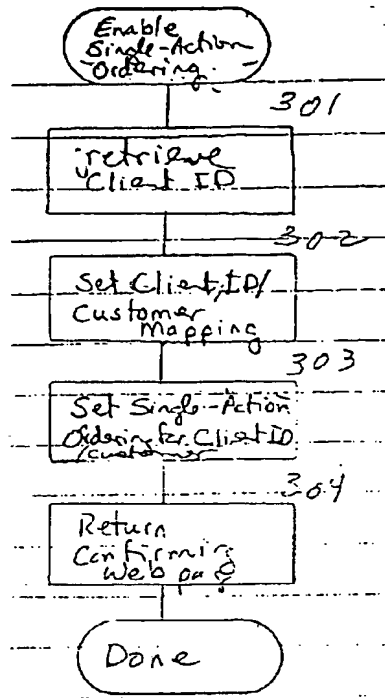 Enable
Single-Action
Ordering
301
retrieve
Client ID
302
Set Client ID/
Customer
Mapping
303
Set Single-Action
Ordering for Client ID
/customer
304
Return
Confirming
Web page
Done